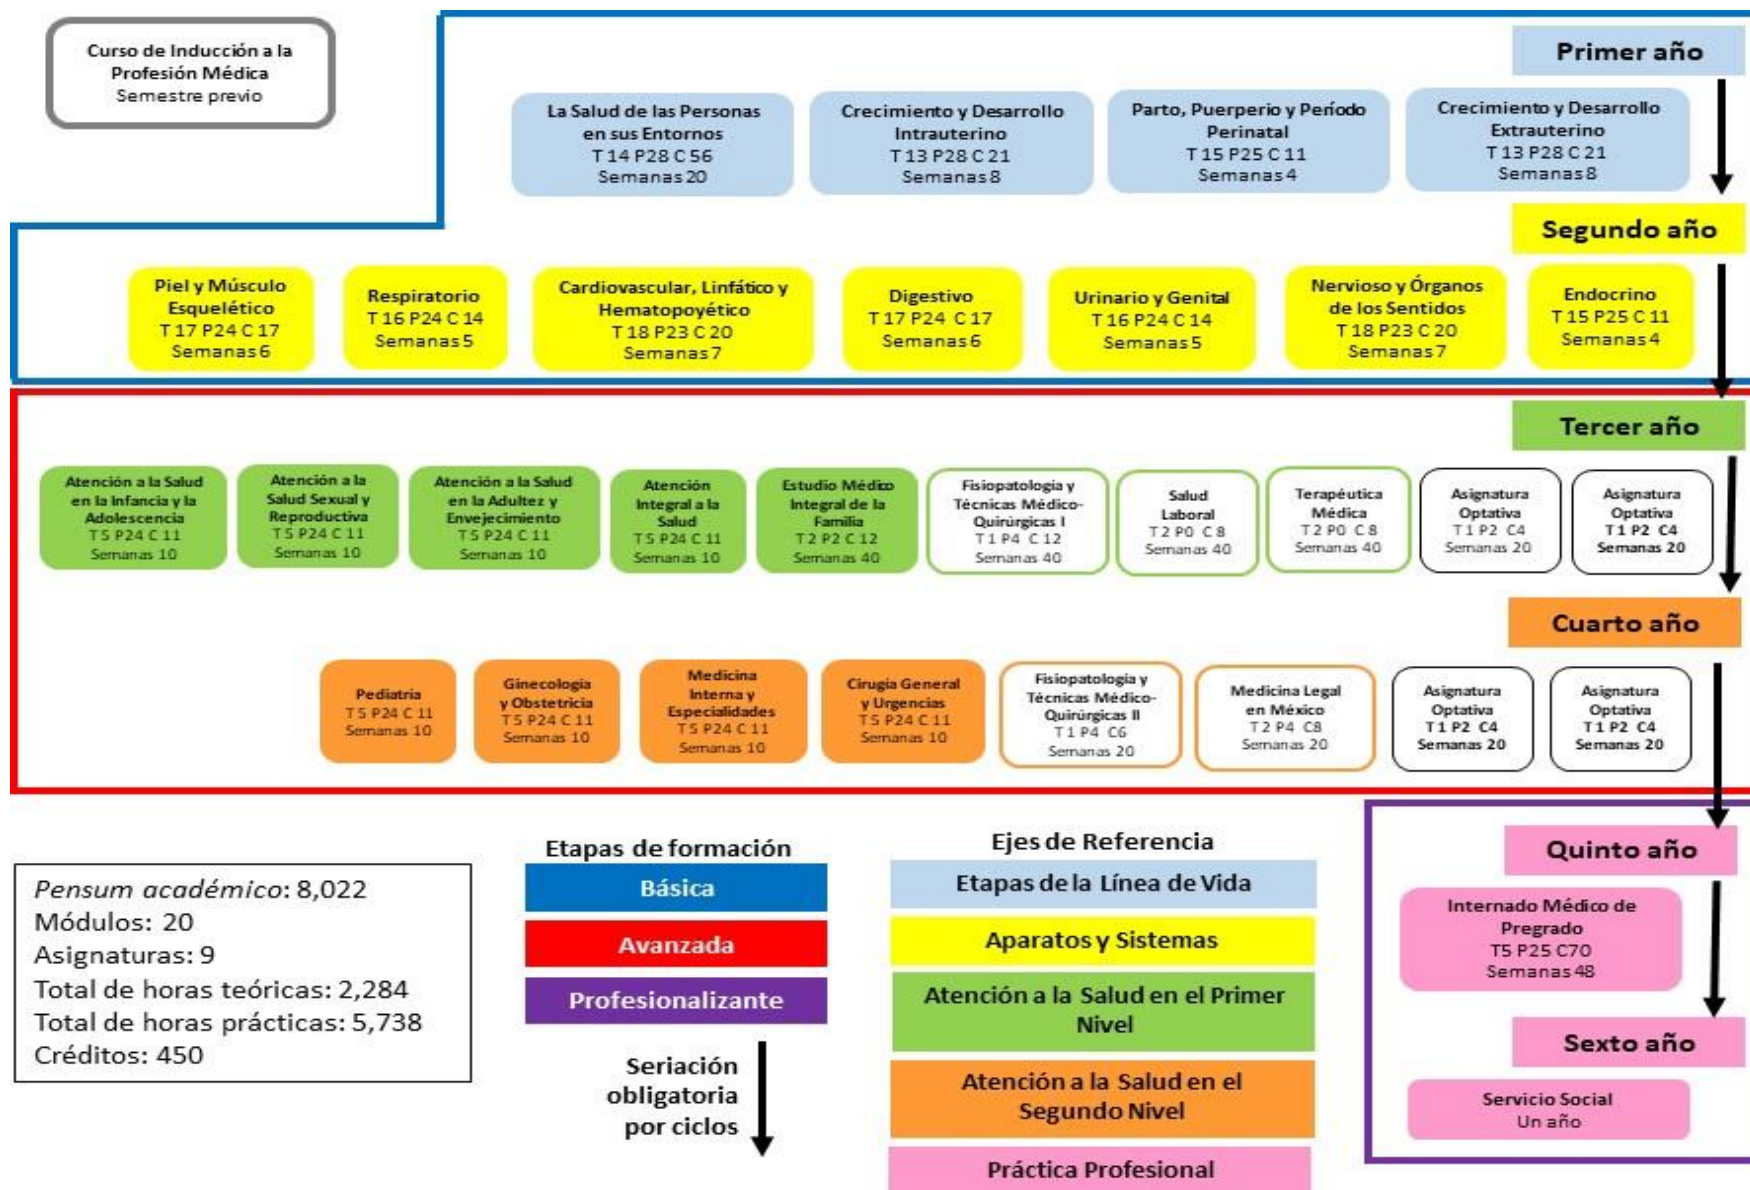 Curso de Inducción a la
Profesión Médica
Semestre previo
Primer año
La Salud de las Personas
en sus Entornos
T 14 P28 C 56
Semanas 20
Crecimiento y Desarrollo
Intrauterino
T 13 P28 C 21
Semanas 8
Parto, Puerperio y Período
Perinatal
T 15 P25 C 11
Semanas 4
Crecimiento y Desarrollo
Extrauterino
T 13 P28 C 21
Semanas 8
Segundo año
Piel y Músculo
Esquelético
T 17 P24 C 17
Semanas 6
Respiratorio
T 16 P24 C 14
Semanas 5
Cardiovascular, Linfático y
Hematopoyético
T 18 P23 C 20
Semanas 7
Digestivo
T 17 P24 C 17
Semanas 6
Urinario y Genital
T 16 P24 C 14
Semanas 5
Nervioso y Órganos
de los Sentidos
T 18 P23 C 20
Semanas 7
Endocrino
T 15 P25 C 11
Semanas 4
Tercer año
Atención a la Salud
en la Infancia y la
Adolescencia
T 5 P24 C 11
Semanas 10
Atención a la
Salud Sexual y
Reproductiva
T 5 P24 C 11
Semanas 10
Atención a la Salud
en la Adultez y
Envejecimiento
T 5 P24 C 11
Semanas 10
Atención
Integral a la
Salud
T 5 P24 C 11
Semanas 10
Estudio Médico
Integral de la
Familia
T 2 P2 C 12
Semanas 40
Fisiopatología y
Técnicas Médico-
Quirúrgicas I
T 1 P4 C 12
Semanas 40
Salud
Laboral
T 2 P0 C 8
Semanas 40
Terapéutica
Médica
T 2 P0 C 8
Semanas 40
Asignatura
Optativa
T 1 P2 C4
Semanas 20
Asignatura
Optativa
T 1 P2 C4
Semanas 20
Cuarto año
Pediatría
T 5 P24 C 11
Semanas 10
Ginecología
y Obstetricia
T 5 P24 C 11
Semanas 10
Medicina
Interna y
Especialidades
T 5 P24 C 11
Semanas 10
Cirugía General
y Urgencias
T 5 P24 C 11
Semanas 10
Fisiopatología y
Técnicas Médico-
Quirúrgicas II
T 1 P4 C6
Semanas 20
Medicina Legal
en México
T 2 P4 C8
Semanas 20
Asignatura
Optativa
T 1 P2 C4
Semanas 20
Asignatura
Optativa
T 1 P2 C4
Semanas 20
Pensum académico: 8,022
Módulos: 20
Asignaturas: 9
Total de horas teóricas: 2,284
Total de horas prácticas: 5,738
Créditos: 450
Etapas de formación
Básica
Avanzada
Profesionalizante
Seriación
obligatoria
por ciclos
Ejes de Referencia
Etapas de la Línea de Vida
Aparatos y Sistemas
Atención a la Salud en el Primer
Nivel
Atención a la Salud en el
Segundo Nivel
Práctica Profesional
Quinto año
Internado Médico de
Pregrado
T5 P25 C70
Semanas 48
Sexto año
Servicio Social
Un año